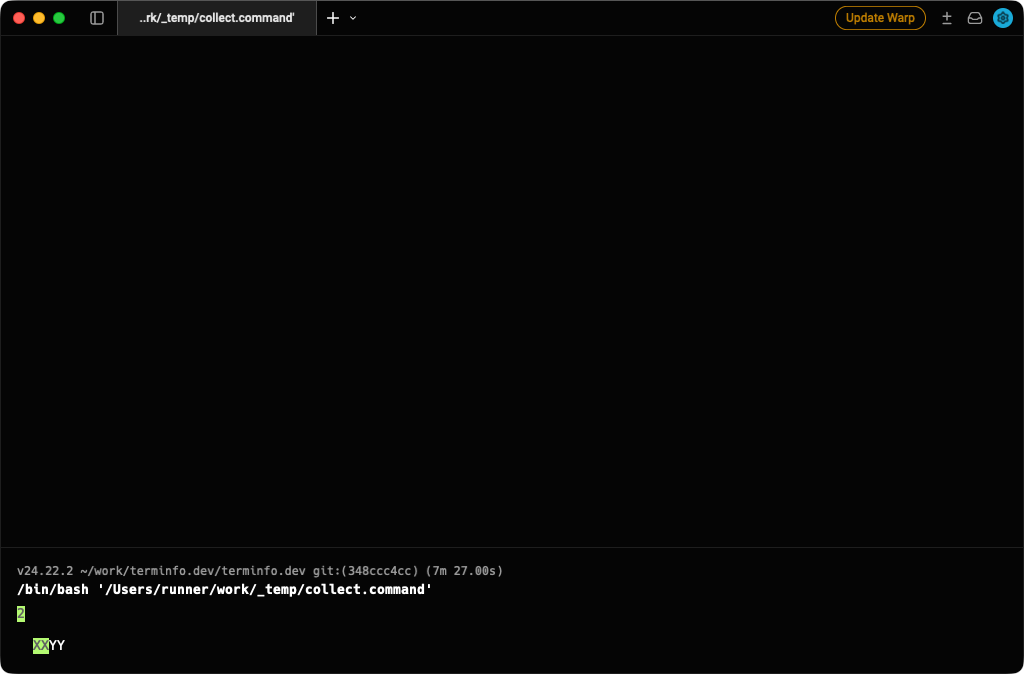 ..rk/_temp/collect.command'
Update Warp
v24.22.2 ~/work/terminfo.dev/terminfo.dev git:(348ccc4cc) (7m 27.00s)
/bin/bash '/Users/runner/work/_temp/collect.command'
2
XXYY